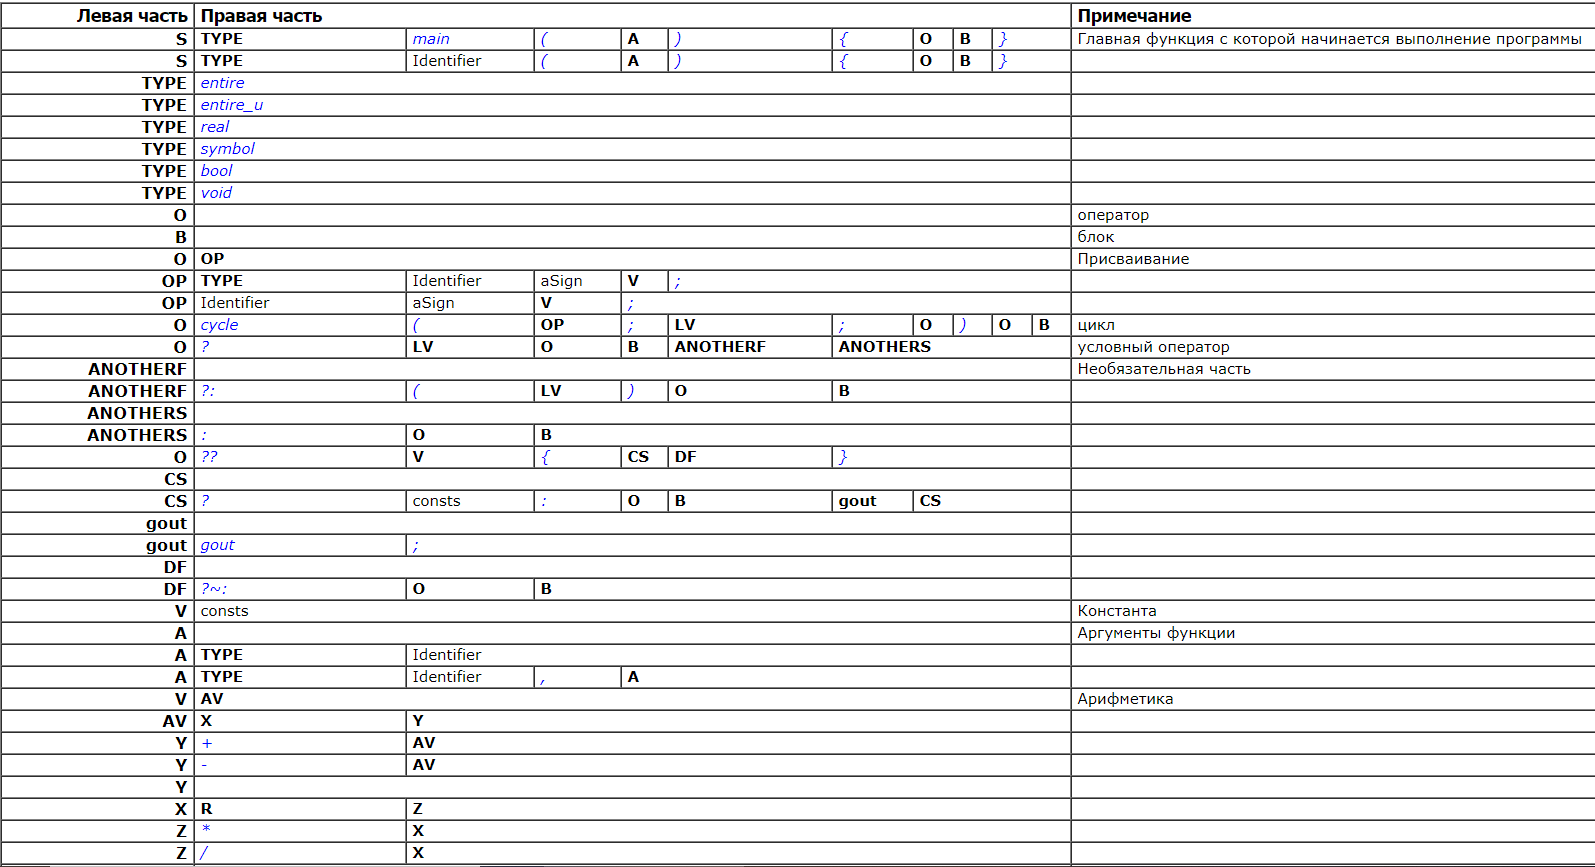 Левая часть Правая часть Примечание
S TYPE main ( A ) { O B } Главная функция с которой начинается выполнение программы
S TYPE Identifier ( A ) { O B }
TYPE entire
TYPE entire_u
TYPE real
TYPE symbol
TYPE bool
TYPE void
O оператор
B блок
O OP Присваивание
OP TYPE Identifier aSign V ;
OP Identifier aSign V ;
O cycle ( OP ; LV ; O ) O B цикл
O ? LV O B ANOTHERF ANOTHERS условный оператор
ANOTHERF Необязательная часть
ANOTHERF ?: ( LV ) O B
ANOTHERS
ANOTHERS : O B
O ?? V { CS DF }
CS
CS ? consts : O B gout CS
gout
gout gout ;
DF
DF ?~: O B
V consts Константа
A Аргументы функции
A TYPE Identifier
A TYPE Identifier , A
V AV Арифметика
AV X Y
Y + AV
Y - AV
Y
X R Z
Z * X
Z / X